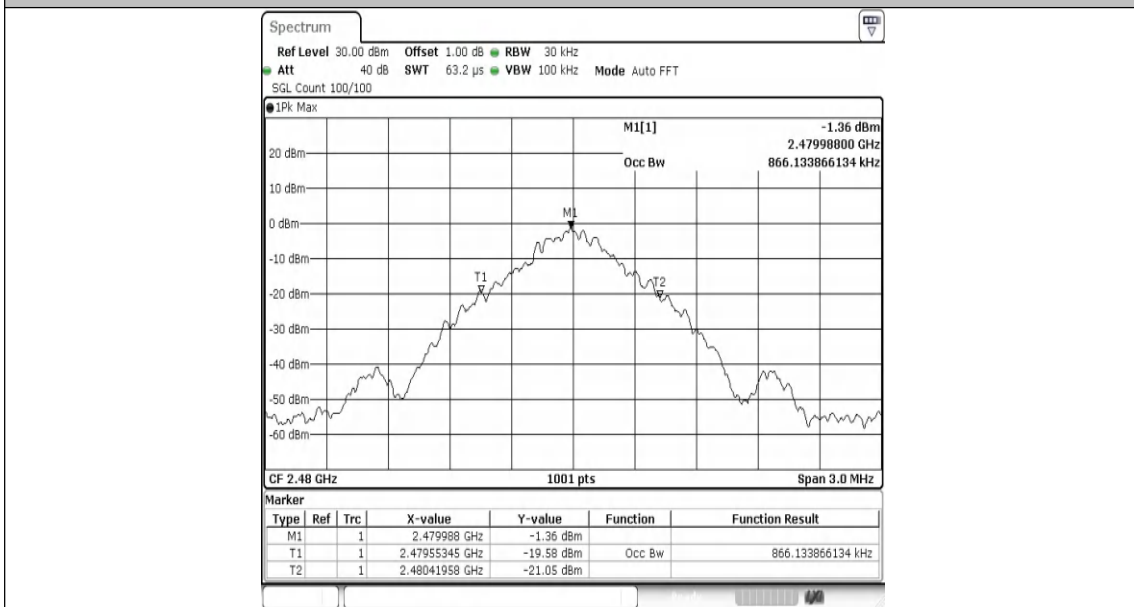 Spectrum
Ref Level 30.00 dBm Offset 1.00 dB RBW 30 kHz
Att 40 dB SWT 63.2 µs VBW 100 kHz Mode Auto FFT
SGL Count 100/100
1Pk Max
M1[1] -1.36 dBm
2.47998800 GHz
Occ Bw 866.133866134 kHz
20 dBm
10 dBm
M1
0 dBm
-10 dBm
T1
T2
-20 dBm
-30 dBm
-40 dBm
-50 dBm
-60 dBm
CF 2.48 GHz 1001 pts Span 3.0 MHz
Marker
Type Ref Trc X-value Y-value Function Function Result
M1 1 2.479988 GHz -1.36 dBm
T1 1 2.47955345 GHz -19.58 dBm Occ Bw 866.133866134 kHz
T2 1 2.48041958 GHz -21.05 dBm